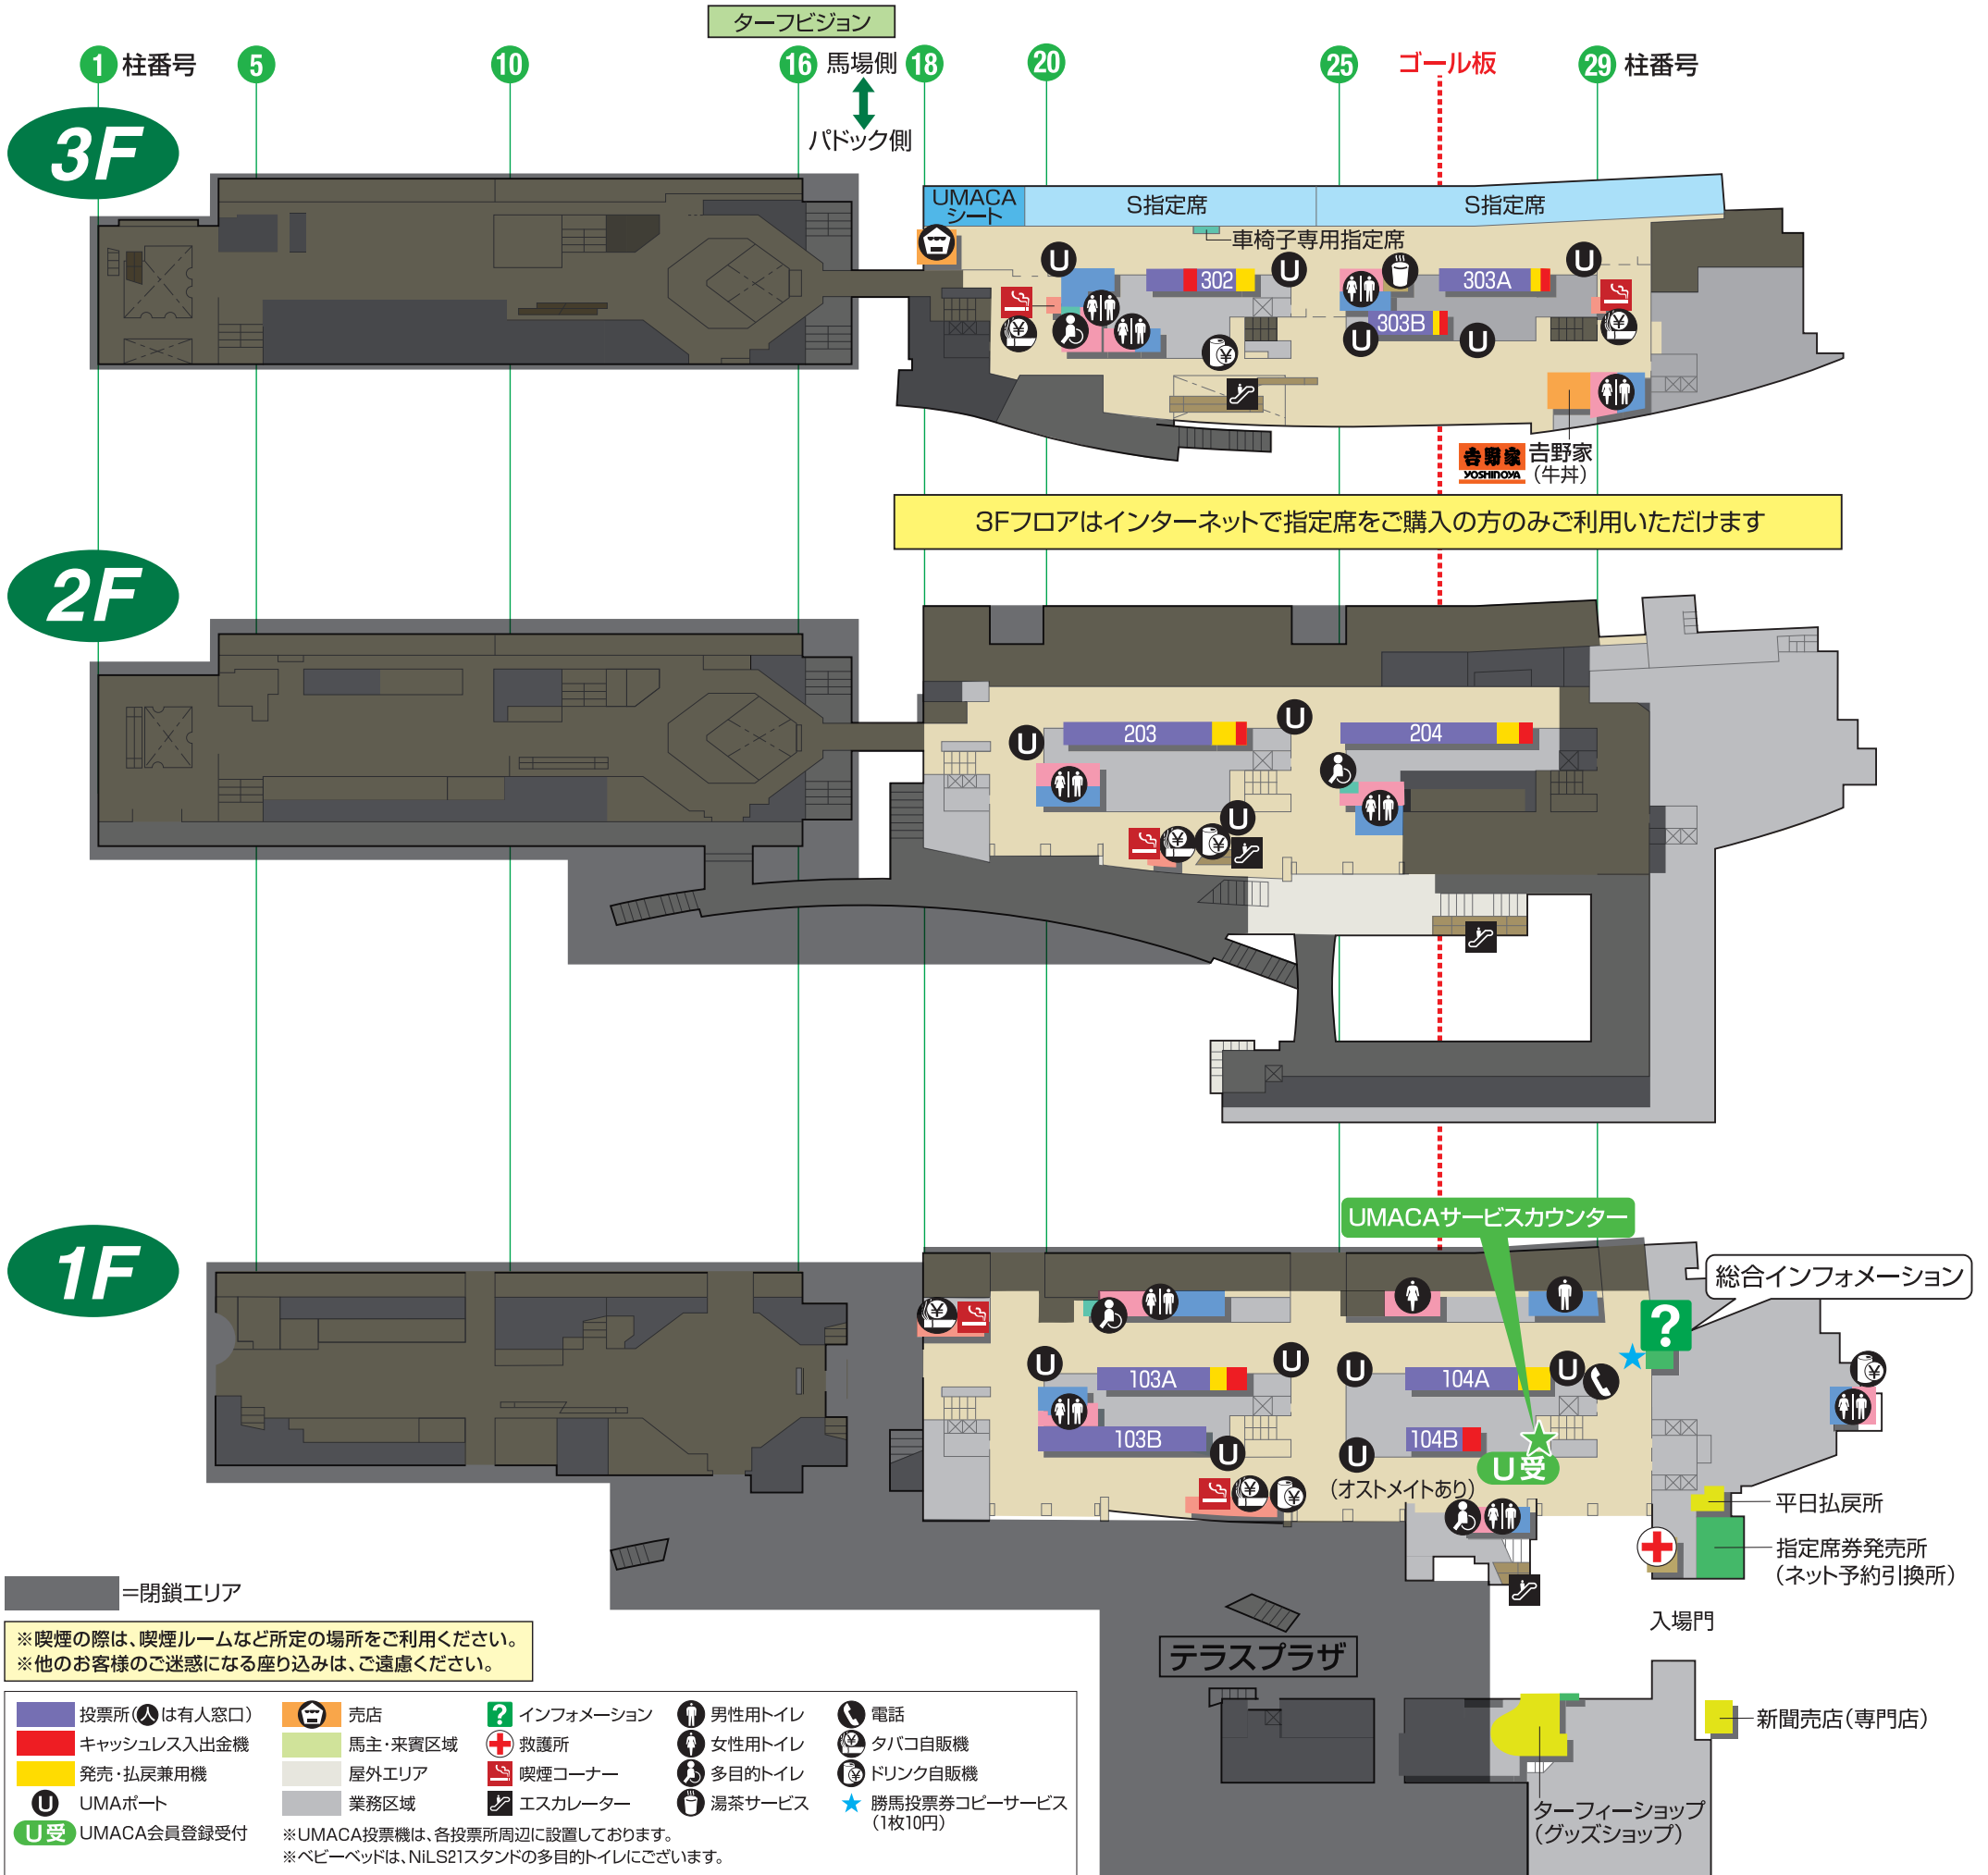 ターフビジョン
1 柱番号 5 10 16 馬場側 18 20 25 ゴール板 29 柱番号
パドック側
3F
UMACA
シート
S指定席
S指定席
車椅子専用指定席
U
U
U
302
303A
303B
U
U
吉野家
YOSHINOYA
吉野家
(牛丼)
3Fフロアはインターネットで指定席をご購入の方のみご利用いただけます
2F
U
203
U
204
U
1F
UMACAサービスカウンター
総合インフォメーション
?
U
103A
U
U
104A
U
103B
U
U
104B
U受
(オストメイトあり)
平日払戻所
指定席券発売所
(ネット予約引換所)
入場門
テラスプラザ
新聞売店(専門店)
ターフィーショップ
(グッズショップ)
=閉鎖エリア
※喫煙の際は、喫煙ルームなど所定の場所をご利用ください。
※他のお客様のご迷惑になる座り込みは、ご遠慮ください。
投票所(人は有人窓口)
キャッシュレス入出金機
発売・払戻兼用機
U UMAポート
U受 UMACA会員登録受付
売店
馬主・来賓区域
屋外エリア
業務区域
? インフォメーション
救護所
喫煙コーナー
エスカレーター
男性用トイレ
女性用トイレ
多目的トイレ
湯茶サービス
電話
タバコ自販機
ドリンク自販機
勝馬投票券コピーサービス
(1枚10円)
※UMACA投票機は、各投票所周辺に設置しております。
※ベビーベッドは、NiLS21スタンドの多目的トイレにございます。